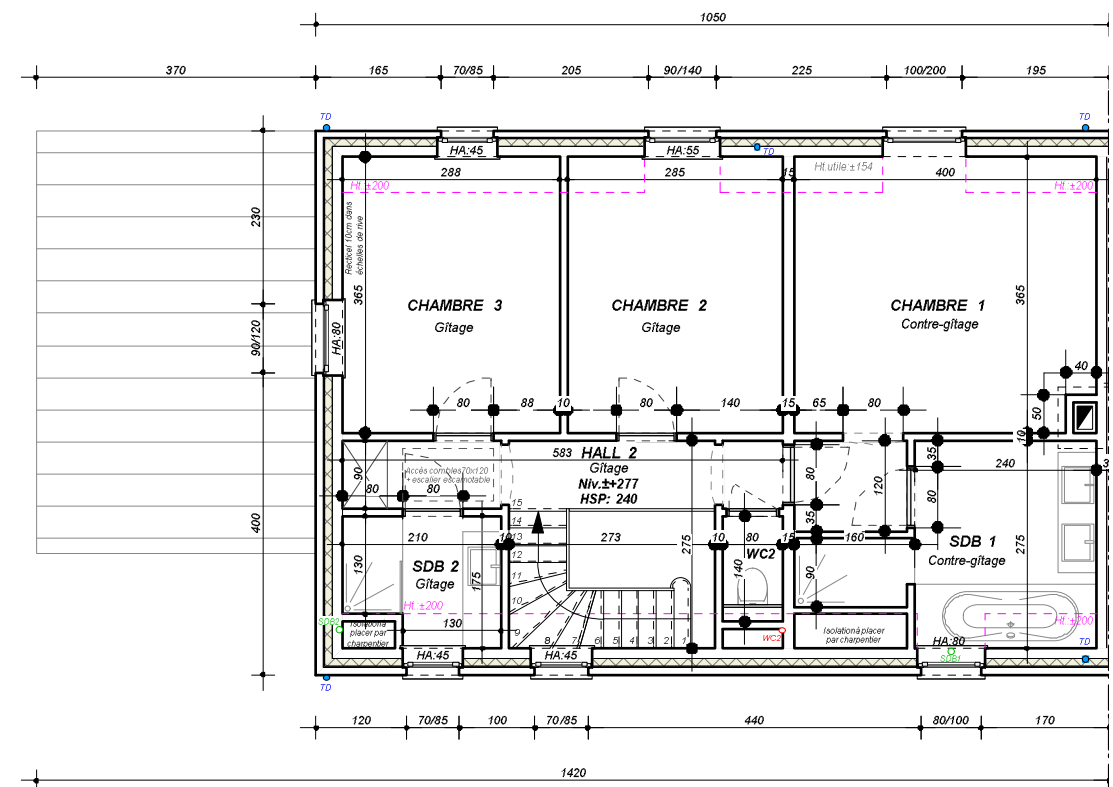 1050
370 165 70/85 205 90/140 225 100/200 195
TD TD
HA:45 HA:55 TD
288 285 15 Ht.utile:±154 400
Ht.:±200 Ht.:±200
Recticel 10cm dans
échelles de rive
230
365 365
CHAMBRE 3 CHAMBRE 2 CHAMBRE 1
Gîtage Gîtage Contre-gîtage
90/120 HA:80
40
80 88 10 80 140 15 65 80 50
10
583 HALL 2 35
Gîtage
90 Accès combles70x120 80 240
+ escalier escamotable
Niv.±+277 120 80
80 80 HSP: 240
15
400 14 35
210 10 13 273 275 10 80 15 160 SDB 1
12 WC2 Contre-gîtage 275
130 SDB 2 175 11 140 90
Gîtage
10
Ht.:±200
SDB2 Isolation à 130 9 Isolation à placer Ht.:±200
placer par 8 7 6 5 4 3 2 1 WC2 par charpentier HA:80 TD
charpentier
HA:45 HA:45 SDB1
TD
120 70/85 100 70/85 440 80/100 170
1420